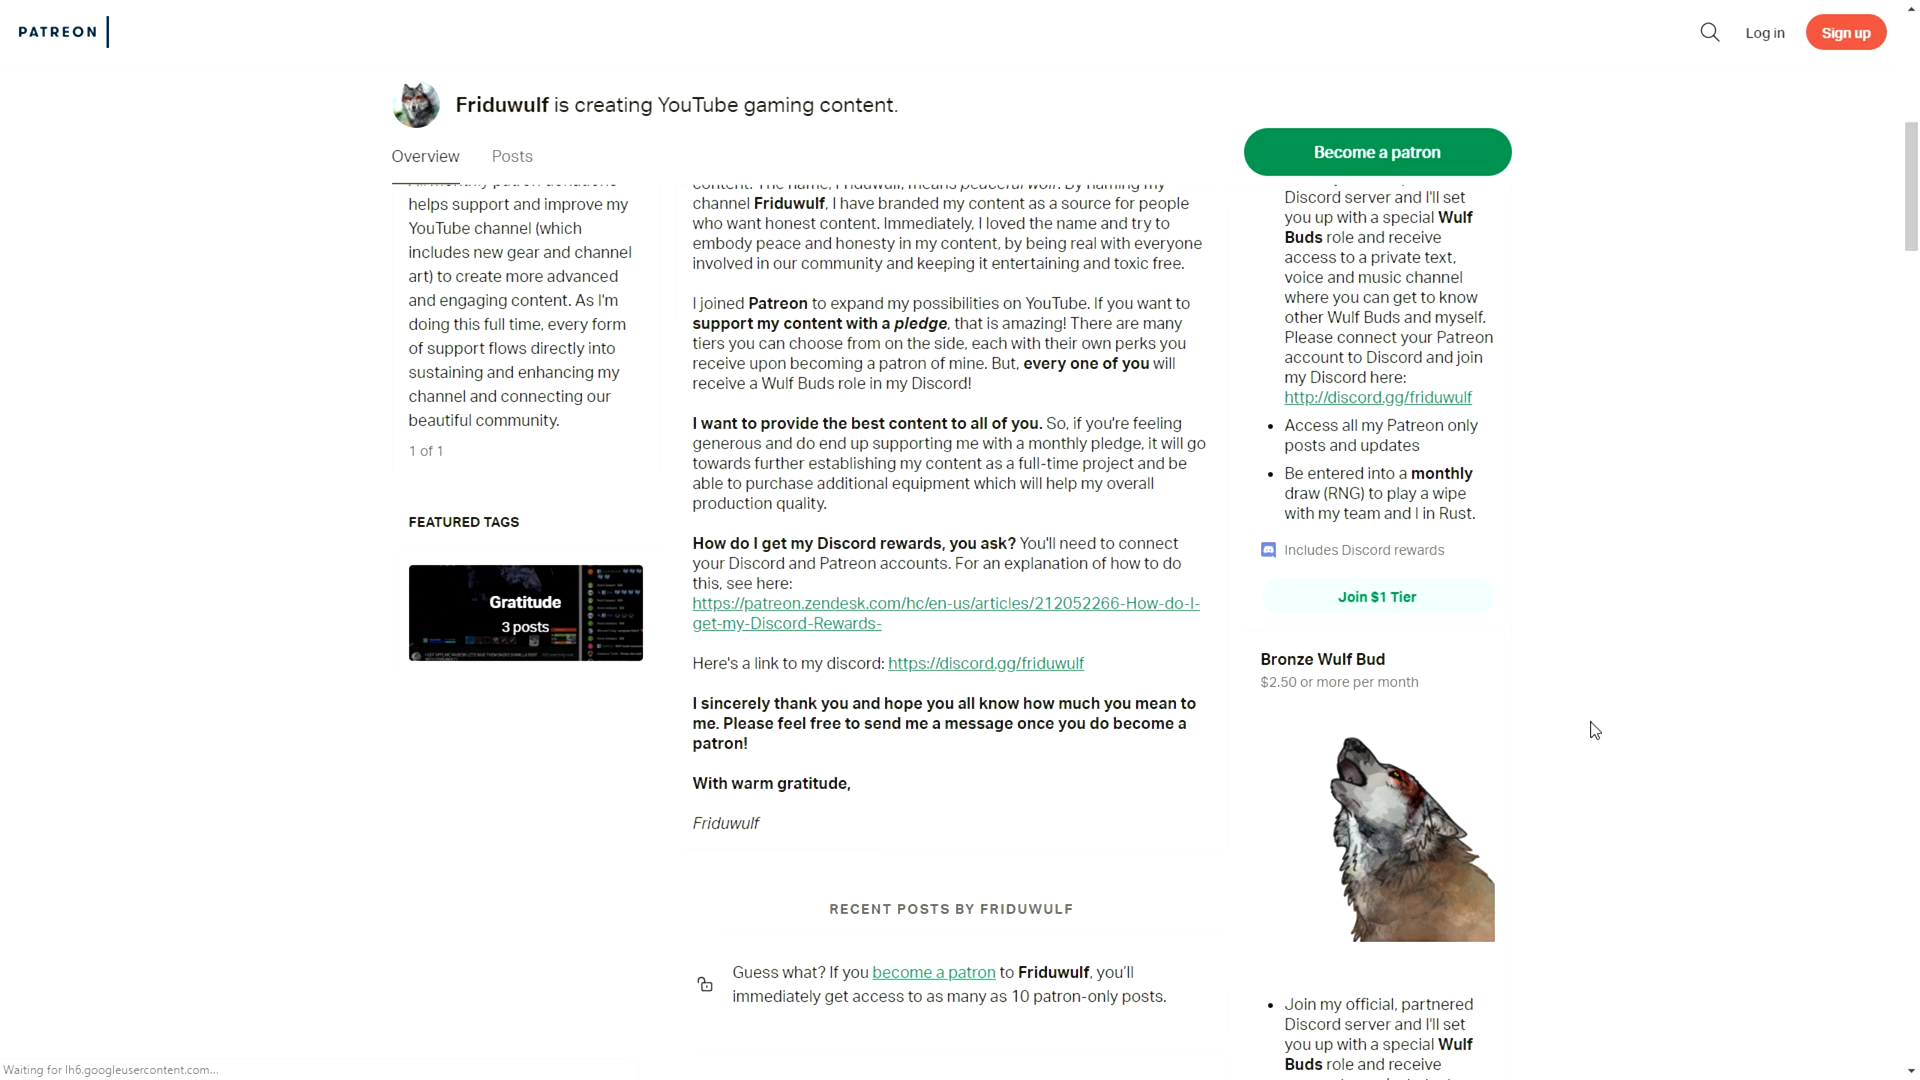 PATREON
Log in
Sign up
Friduwulf is creating YouTube gaming content.
Overview
Posts
Become a patron
helps support and improve my
YouTube channel (which
includes new gear and channel
art) to create more advanced
and engaging content. As I'm
doing this full time, every form
of support flows directly into
sustaining and enhancing my
channel and connecting our
beautiful community.
1 of 1
FEATURED TAGS
Gratitude
3 posts
content. The name, Friduwulf, means peaceful wolf. By naming my
channel Friduwulf, I have branded my content as a source for people
who want honest content. Immediately, I loved the name and try to
embody peace and honesty in my content, by being real with everyone
involved in our community and keeping it entertaining and toxic free.
I joined Patreon to expand my possibilities on YouTube. If you want to
support my content with a pledge, that is amazing! There are many
tiers you can choose from on the side, each with their own perks you
receive upon becoming a patron of mine. But, every one of you will
receive a Wulf Buds role in my Discord!
I want to provide the best content to all of you. So, if you're feeling
generous and do end up supporting me with a monthly pledge, it will go
towards further establishing my content as a full-time project and be
able to purchase additional equipment which will help my overall
production quality.
How do I get my Discord rewards, you ask? You'll need to connect
your Discord and Patreon accounts. For an explanation of how to do
this, see here:
https://patreon.zendesk.com/hc/en-us/articles/212052266-How-do-I-
get-my-Discord-Rewards-
Here's a link to my discord: https://discord.gg/friduwulf
I sincerely thank you and hope you all know how much you mean to
me. Please feel free to send me a message once you do become a
patron!
With warm gratitude,
Friduwulf
RECENT POSTS BY FRIDUWULF
Guess what? If you become a patron to Friduwulf, you'll
immediately get access to as many as 10 patron-only posts.
Discord server and I'll set
you up with a special Wulf
Buds role and receive
access to a private text,
voice and music channel
where you can get to know
other Wulf Buds and myself.
Please connect your Patreon
account to Discord and join
my Discord here:
http://discord.gg/friduwulf
Access all my Patreon only
posts and updates
Be entered into a monthly
draw (RNG) to play a wipe
with my team and I in Rust.
Includes Discord rewards
Join $1 Tier
Bronze Wulf Bud
$2.50 or more per month
Join my official, partnered
Discord server and I'll set
you up with a special Wulf
Buds role and receive
Waiting for lh6.googleusercontent.com...